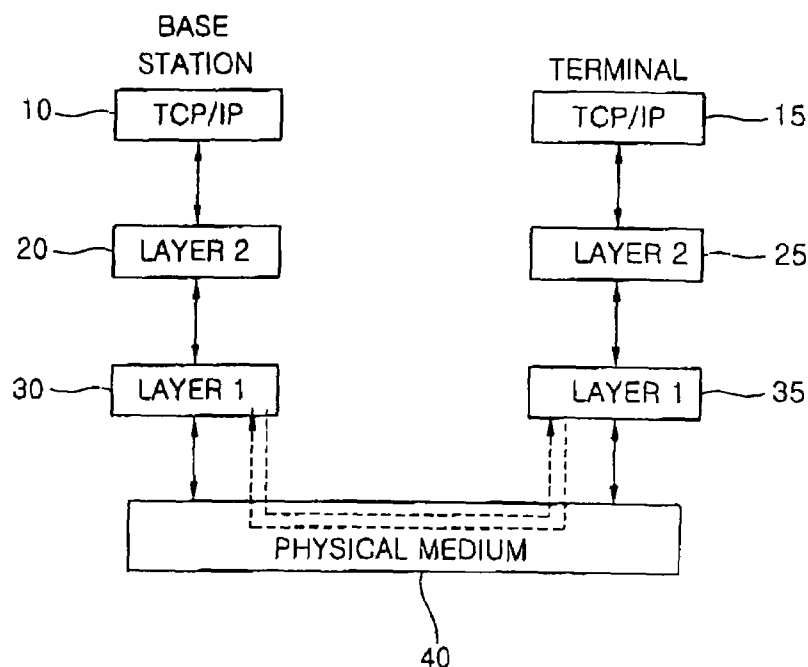 BASE
STATION
TERMINAL
10 TCP/IP
TCP/IP 15
20 LAYER 2
LAYER 2 25
30 LAYER 1
LAYER 1 35
PHYSICAL MEDIUM
40